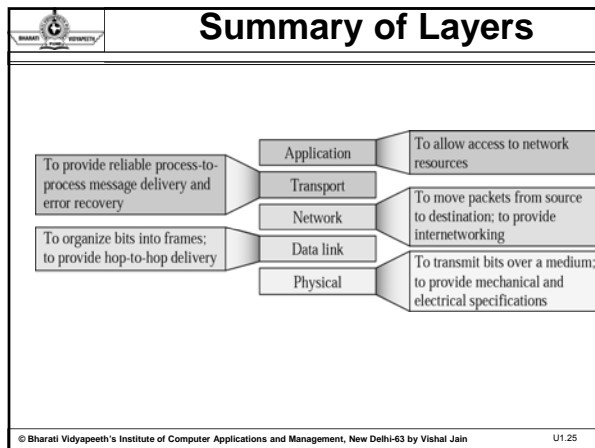 BHARATI VIDYAPEETH
PUNE
Summary of Layers
Application
To allow access to network
resources
To provide reliable process-to-
process message delivery and
error recovery
Transport
Network
To move packets from source
to destination; to provide
internetworking
To organize bits into frames;
to provide hop-to-hop delivery
Data link
Physical
To transmit bits over a medium;
to provide mechanical and
electrical specifications
© Bharati Vidyapeeth's Institute of Computer Applications and Management, New Delhi-63 by Vishal Jain
U1.25